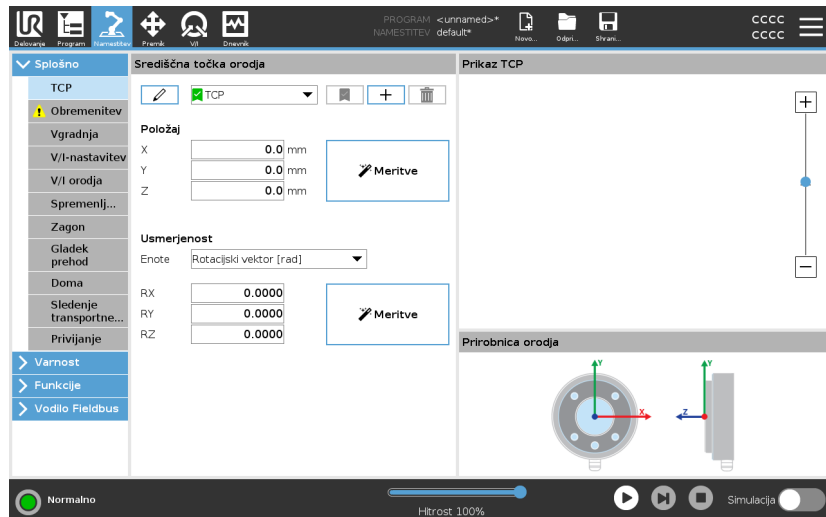 PROGRAM <unnamed>*
NAMESTITEV default*
Delovanje Program Namestitev Premik V/I Dnevnik
Novo... Odpri... Shrani...
cccc
cccc
Splošno
TCP
Obremenitev
Vgradnja
V/I-nastavitev
V/I orodja
Spremenlj...
Zagon
Gladek
prehod
Doma
Sledenje
transportne...
Privijanje
Varnost
Funkcije
Vodilo Fieldbus
Središčna točka orodja
TCP
Položaj
X 0.0 mm
Y 0.0 mm
Z 0.0 mm
Meritve
Usmerjenost
Enote Rotacijski vektor [rad]
RX 0.0000
RY 0.0000
RZ 0.0000
Meritve
Prikaz TCP
Prirobnica orodja
Y
X
Y
Z
Normalno
Hitrost 100%
Simulacija